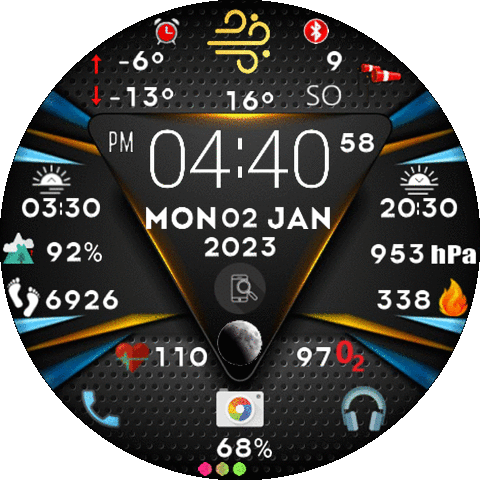 -6° 9
-13° 16° SO
PM 04:40 58
03:30 MON 02 JAN 20:30
2023
92% 953 hPa
6926 338
110 97 O2
68%